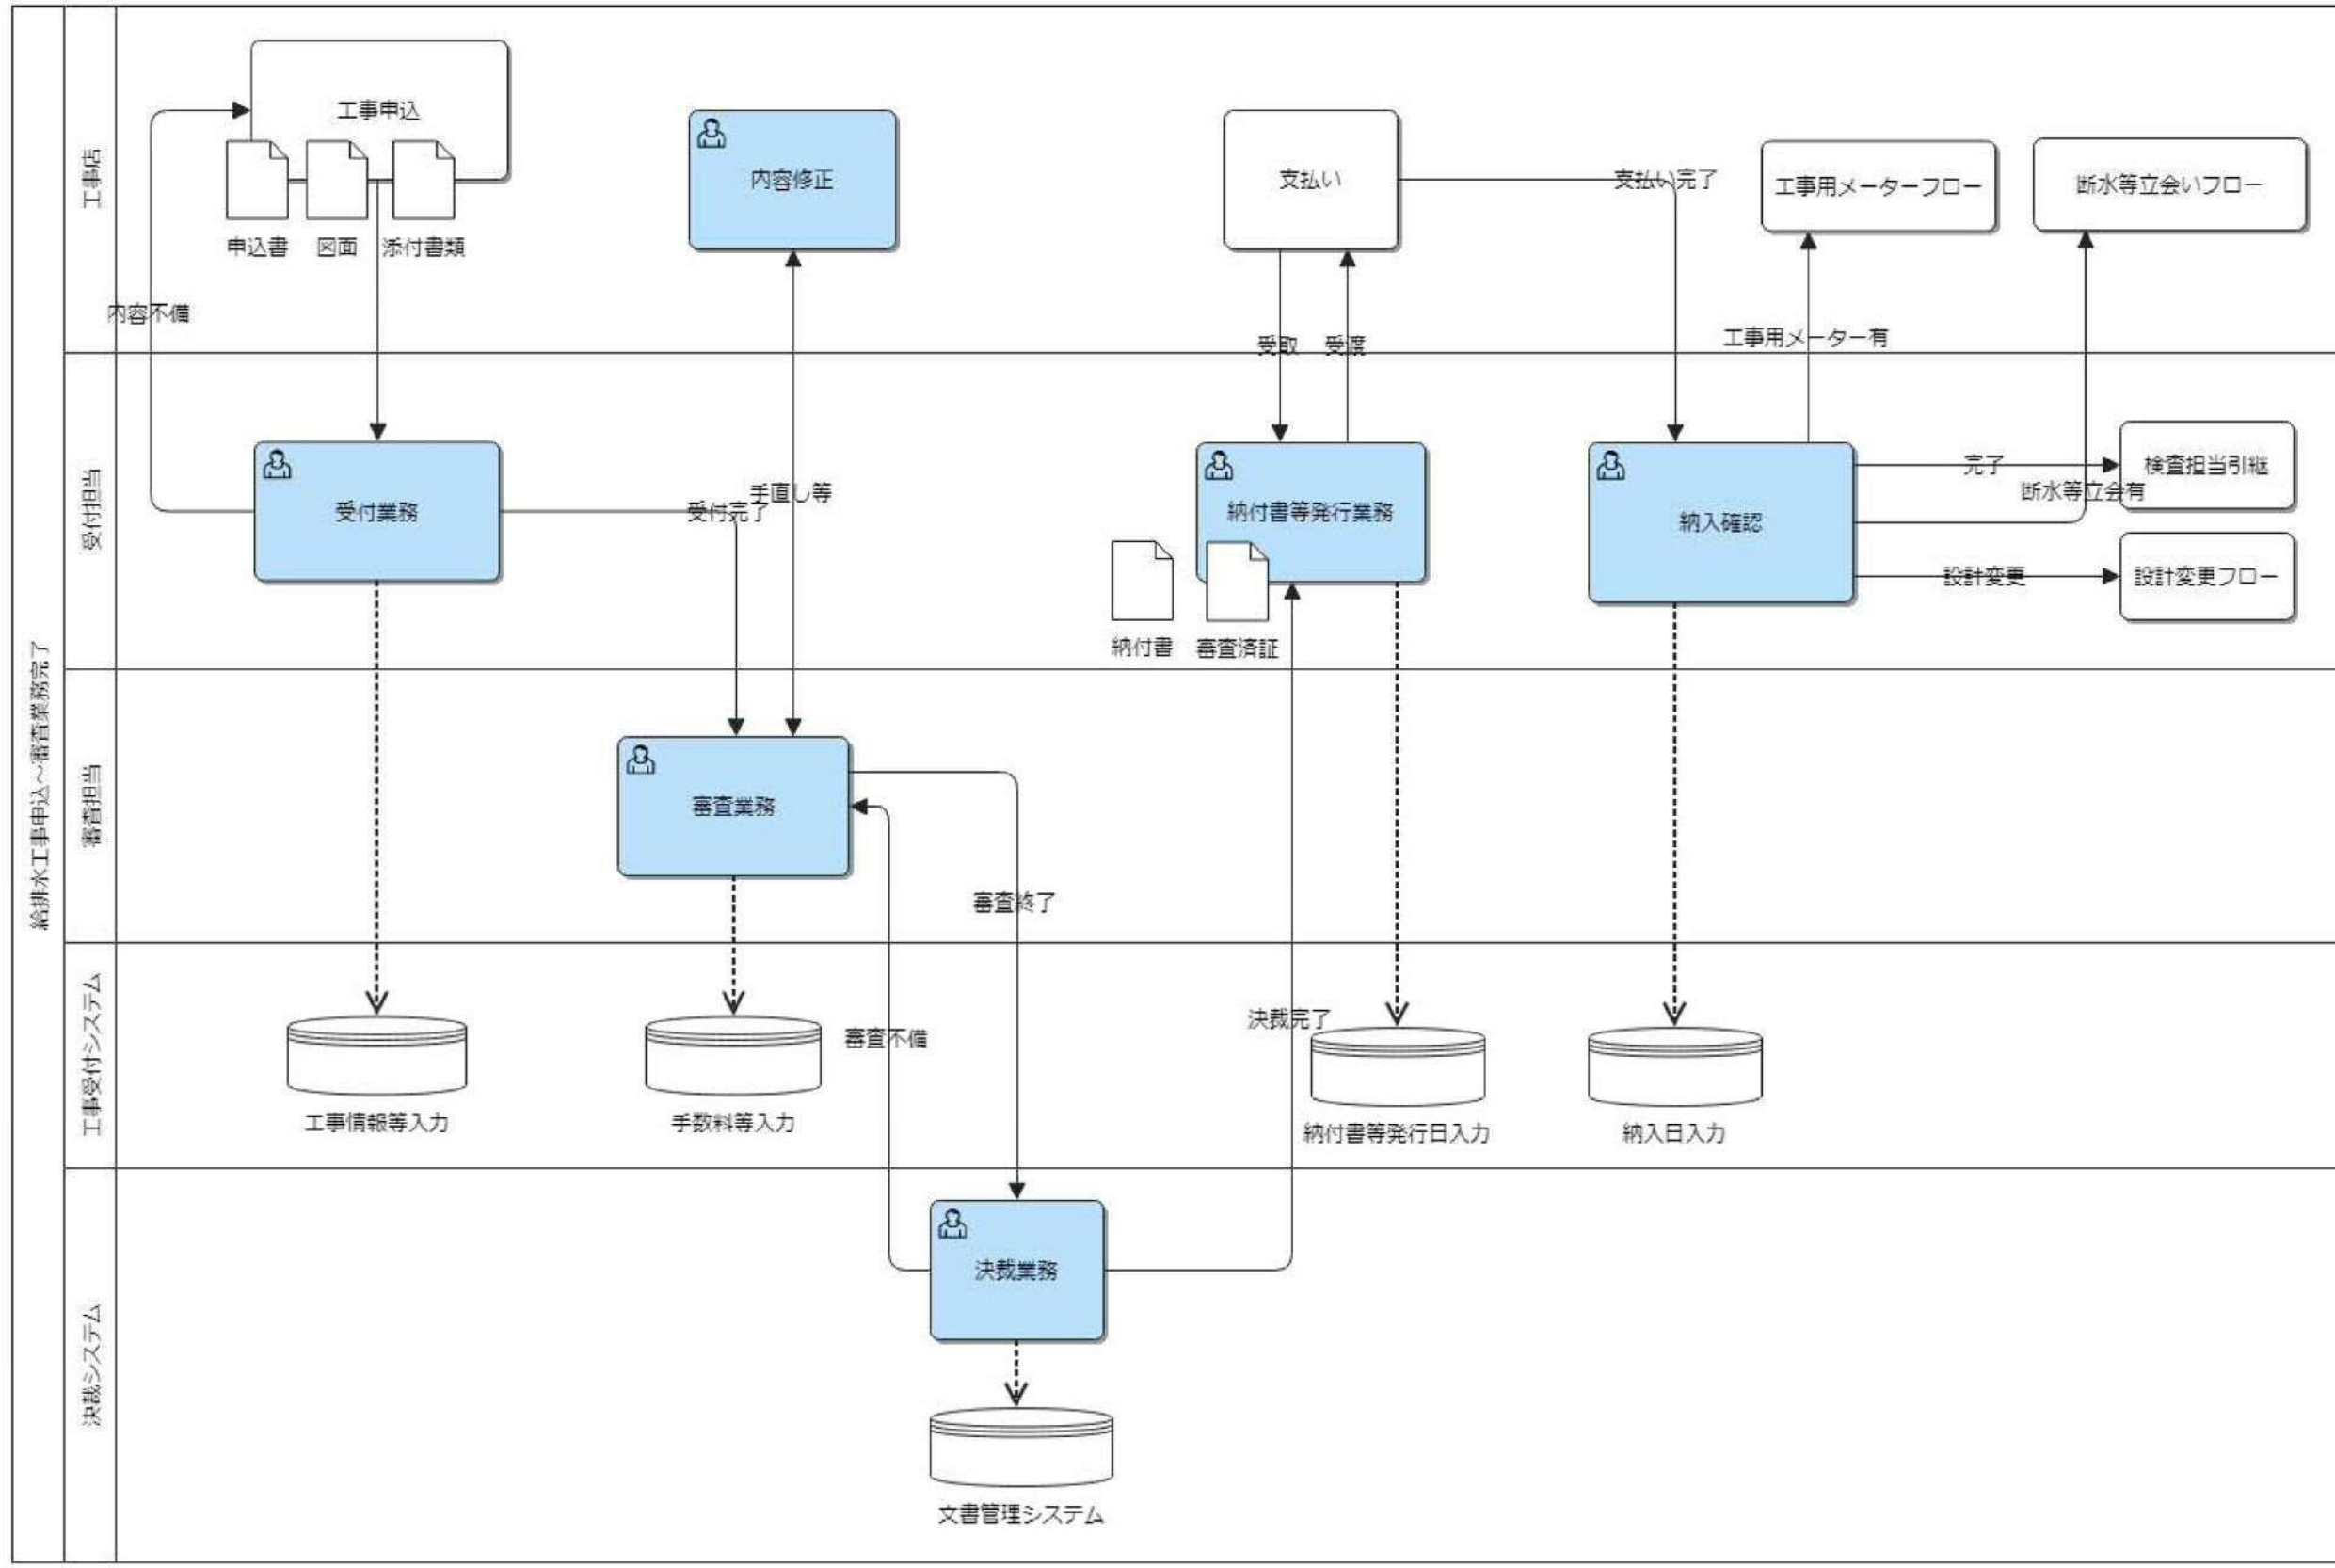 給排水工事申込～審査業務完了
工事店
工事申込
申込書
図面
添付書類
内容不備
内容修正
支払い
支払い完了
工事用メーターフロー
断水等立会いフロー
受取
受渡
工事用メーター有
受付担当
受付業務
受付完了
手直し等
納付書等発行業務
納付書
審査済証
納入確認
完了
検査担当引継
断水等立会有
設計変更
設計変更フロー
審査担当
審査業務
審査終了
工事受付システム
工事情報等入力
手数料等入力
審査不備
決裁完了
納付書等発行日入力
納入日入力
決裁システム
決裁業務
文書管理システム